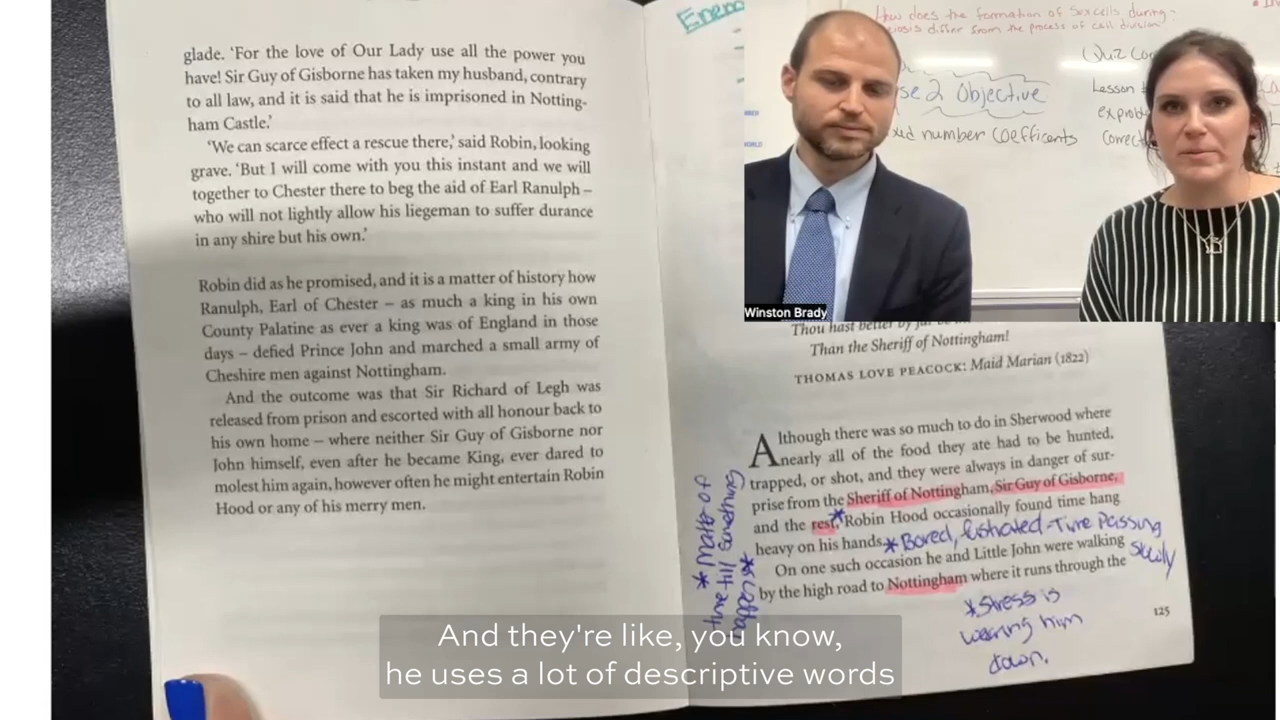 glade. ‘For the love of Our Lady use all the power you
have! Sir Guy of Gisborne has taken my husband, contrary
to all law, and it is said that he is imprisoned in Notting-
ham Castle.’
‘We can scarce effect a rescue there,’ said Robin, looking
grave. ‘But I will come with you this instant and we will
together to Chester there to beg the aid of Earl Ranulph –
who will not lightly allow his liegeman to suffer durance
in any shire but his own.’
Robin did as he promised, and it is a matter of history how
Ranulph, Earl of Chester – as much a king in his own
County Palatine as ever a king was of England in those
days – defied Prince John and marched a small army of
Cheshire men against Nottingham.
And the outcome was that Sir Richard of Legh was
released from prison and escorted with all honour back to
his own home – where neither Sir Guy of Gisborne nor
John himself, even after he became King, ever dared to
molest him again, however often he might entertain Robin
Hood or any of his merry men.
How does the formation of sex cells during
differ from the process of cell division?
2 Objective
number Coefficents
Quiz
Lesson
Winston Brady
Thou hast better by
Than the Sheriff of Nottingham!
THOMAS LOVE PEACOCK: Maid Marian (1822)
Although there was so much to do in Sherwood where
nearly all of the food they ate had to be hunted,
trapped, or shot, and they were always in danger of sur-
prise from the Sheriff of Nottingham, Sir Guy of Gisborne,
and the rest,* Robin Hood occasionally found time hang
heavy on his hands. *Bored, fustrated - Time Passing
slowly
On one such occasion he and Little John were walking
by the high road to Nottingham where it runs through the
*Matter of
time till something
*stress is
wearing him
down.
125
And they're like, you know,
he uses a lot of descriptive words